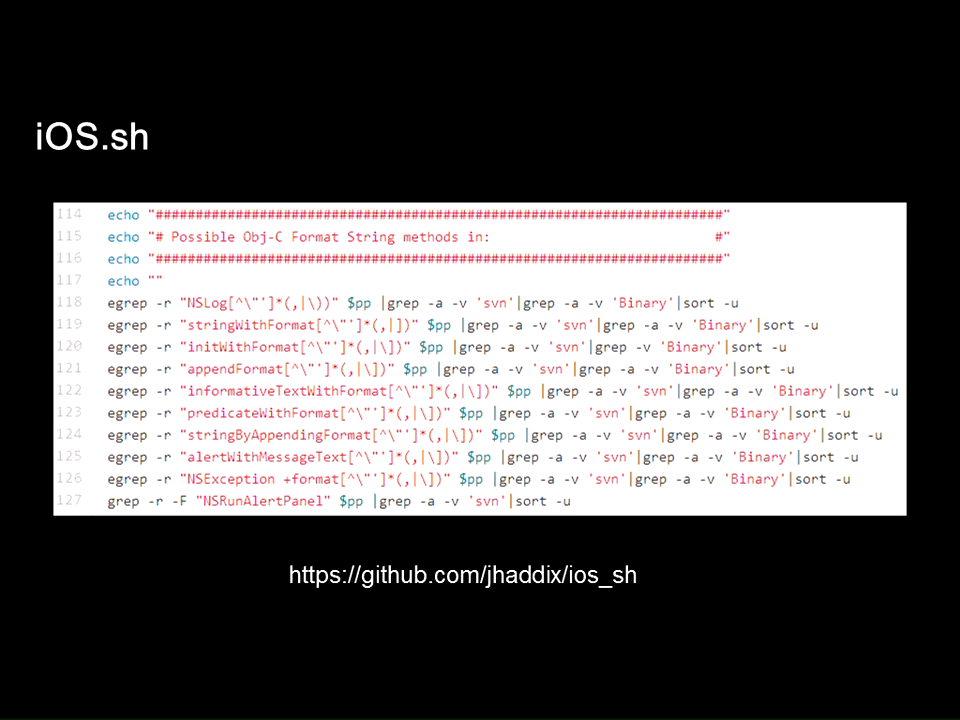 iOS.sh
114 echo "#######################################################################"
115 echo "# Possible Obj-C Format String methods in: #"
116 echo "#######################################################################"
117 echo ""
118 egrep -r "NSLog[^\"']*(,|\))" $pp |grep -a -v 'svn'|grep -a -v 'Binary'|sort -u
119 egrep -r "stringWithFormat[^\"']*(,|])" $pp |grep -a -v 'svn'|grep -a -v 'Binary'|sort -u
120 egrep -r "initWithFormat[^\"']*(,|\])" $pp |grep -a -v 'svn'|grep -v 'Binary'|sort -u
121 egrep -r "appendFormat[^\"']*(,|\])" $pp |grep -a -v 'svn'|grep -a -v 'Binary'|sort -u
122 egrep -r "informativeTextWithFormat[^\"']*(,|\])" $pp |grep -a -v 'svn'|grep -a -v 'Binary'|sort -u
123 egrep -r "predicateWithFormat[^\"']*(,|\])" $pp |grep -a -v 'svn'|grep -a -v 'Binary'|sort -u
124 egrep -r "stringByAppendingFormat[^\"']*(,|\])" $pp |grep -a -v 'svn'|grep -a -v 'Binary'|sort -u
125 egrep -r "alertWithMessageText[^\"']*(,|\])" $pp |grep -a -v 'svn'|grep -a -v 'Binary'|sort -u
126 egrep -r "NSException +format[^\"']*(,|\])" $pp |grep -a -v 'svn'|grep -a -v 'Binary'|sort -u
127 grep -r -F "NSRunAlertPanel" $pp |grep -a -v 'svn'|sort -u
https://github.com/jhaddix/ios_sh